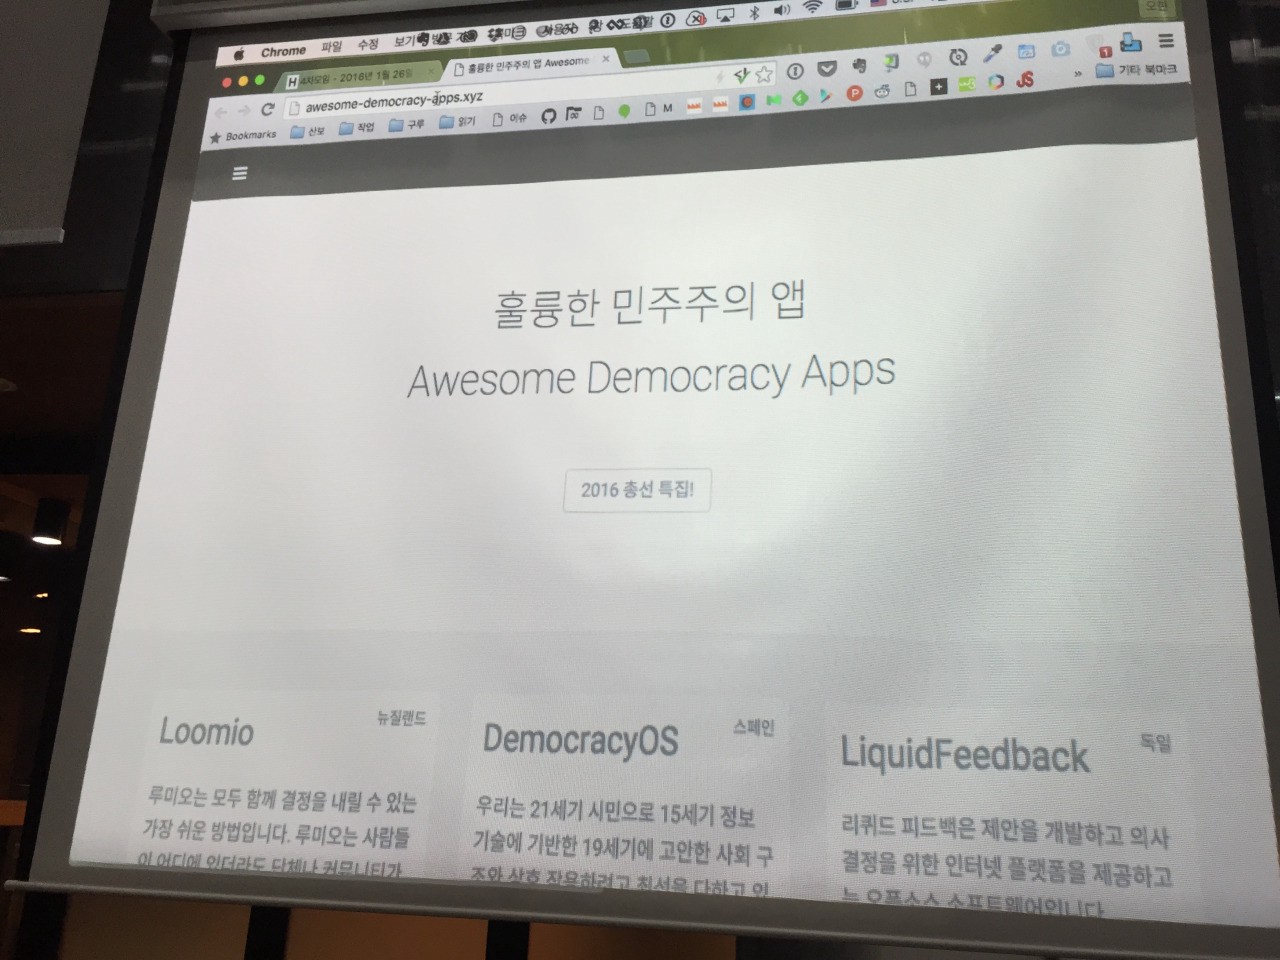 Chrome 파일 수정 보기
4차모임 - 2016년 1월 26일
훌륭한 민주주의 앱 Awesome
awesome-democracy-apps.xyz
Bookmarks 산보 작업 구루 읽기 이슈 M 기타 북마크
훌륭한 민주주의 앱
Awesome Democracy Apps
2016 총선 특집!
Loomio 뉴질랜드
루미오는 모두 함께 결정을 내릴 수 있는
가장 쉬운 방법입니다. 루미오는 사람들
이 어디에 있더라도 단체나 커뮤니티가
DemocracyOS 스페인
우리는 21세기 시민으로 15세기 정보
기술에 기반한 19세기에 고안한 사회 구
조와 상호 작용하려고 최선을 다하고 있
LiquidFeedback 독일
리퀴드 피드백은 제안을 개발하고 의사
결정을 위한 인터넷 플랫폼을 제공하고
는 오픈소스 소프트웨어입니다